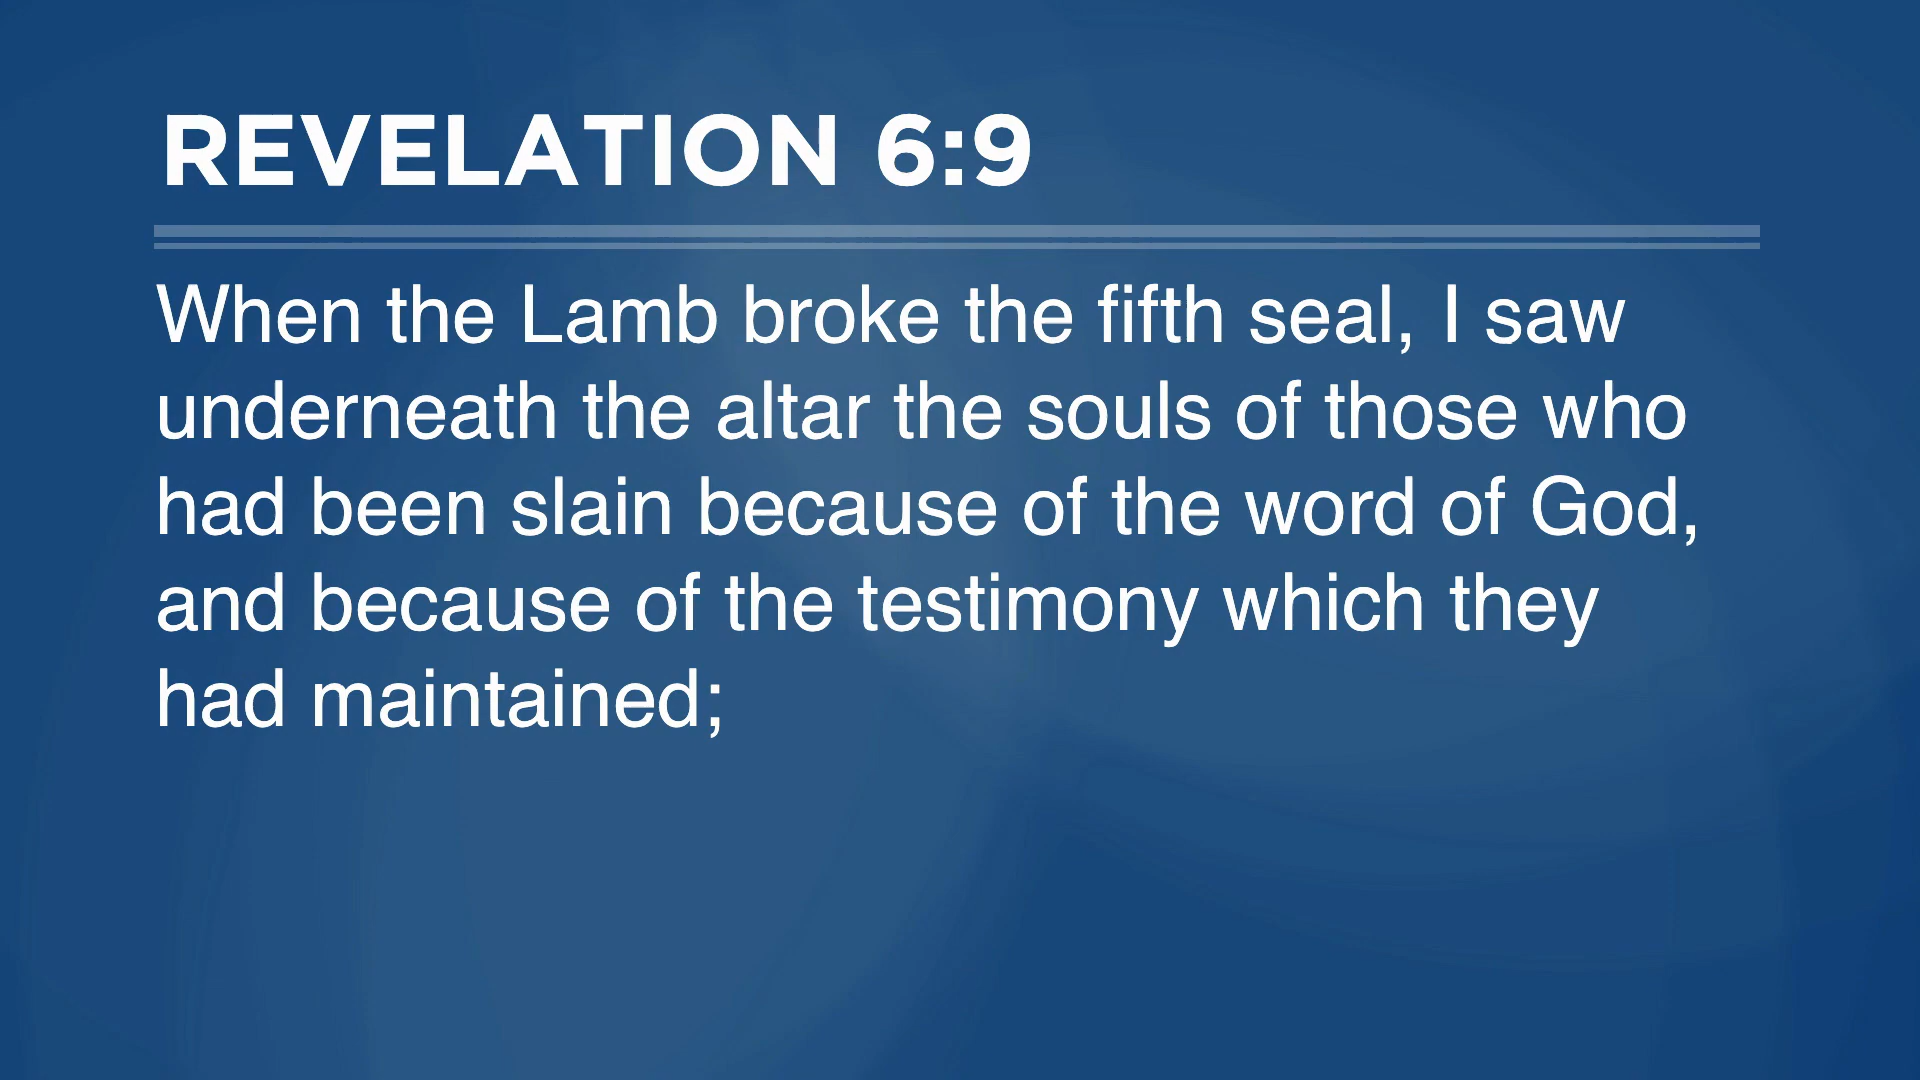 REVELATION 6:9
When the Lamb broke the fifth seal, I saw
underneath the altar the souls of those who
had been slain because of the word of God,
and because of the testimony which they
had maintained;